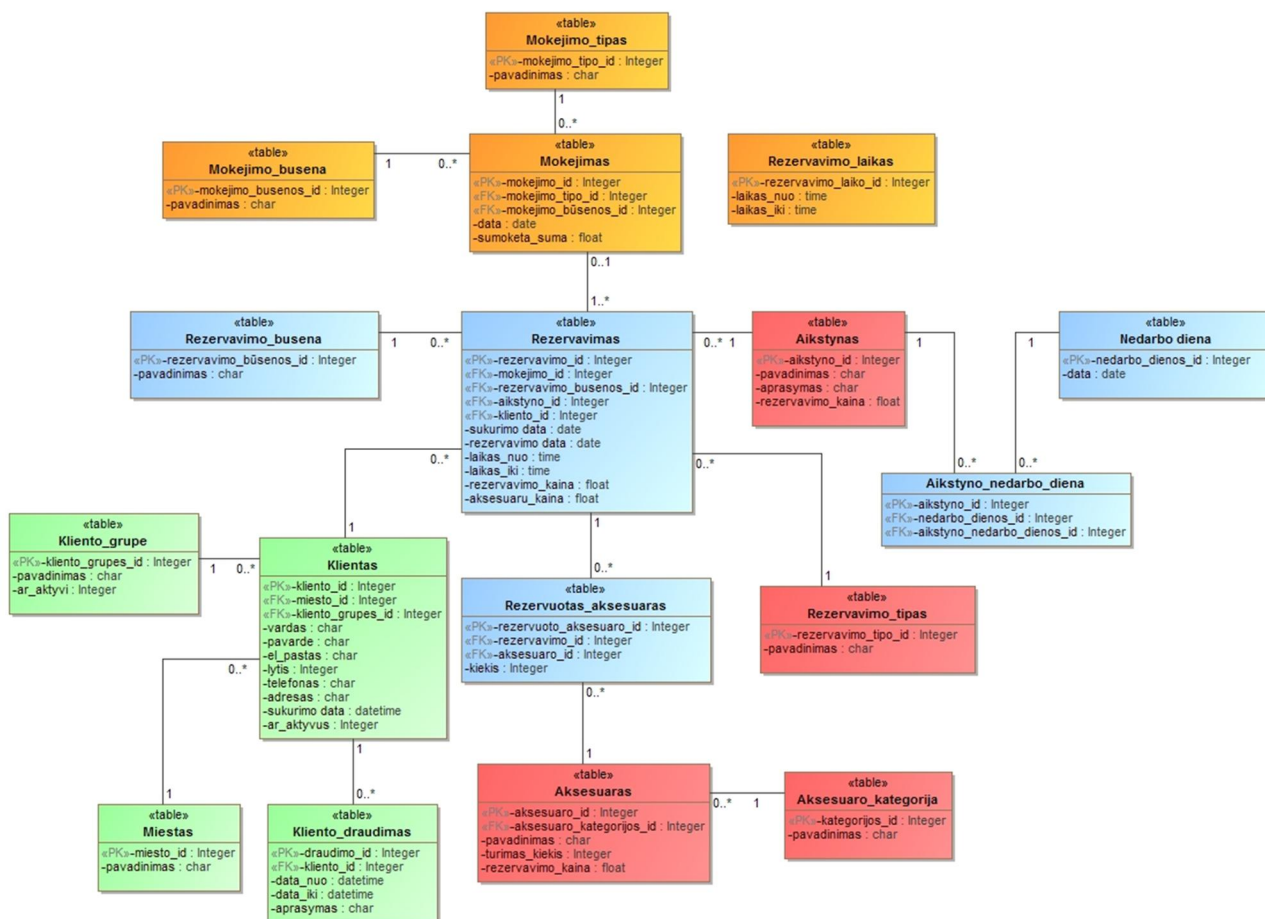 «table»
Mokejimo_tipas
«PK»-mokejimo_tipo_id : Integer
-pavadinimas : char
1
0..*
«table»
Mokejimo_busena
«PK»-mokejimo_busenos_id : Integer
-pavadinimas : char
1
0..*
«table»
Mokejimas
«PK»-mokejimo_id : Integer
«FK»-mokejimo_tipo_id : Integer
«FK»-mokejimo_būsenos_id : Integer
-data : date
-sumoketa_suma : float
«table»
Rezervavimo_laikas
«PK»-rezervavimo_laiko_id : Integer
-laikas_nuo : time
-laikas_iki : time
0..1
1..*
«table»
Rezervavimo_busena
«PK»-rezervavimo_būsenos_id : Integer
-pavadinimas : char
1
0..*
«table»
Rezervavimas
«PK»-rezervavimo_id : Integer
«FK»-mokejimo_id : Integer
«FK»-rezervavimo_busenos_id : Integer
«FK»-aikstyno_id : Integer
«FK»-kliento_id : Integer
-sukurimo data : date
-rezervavimo data : date
-laikas_nuo : time
-laikas_iki : time
-rezervavimo_kaina : float
-aksesuaru_kaina : float
0..*
1
«table»
Aikstynas
«PK»-aikstyno_id : Integer
-pavadinimas : char
-aprasymas : char
-rezervavimo_kaina : float
1
1
«table»
Nedarbo diena
«PK»-nedarbo_dienos_id : Integer
-data : date
0..*
0..*
0..*
0..*
«table»
Aikstyno_nedarbo_diena
«PK»-aikstyno_id : Integer
«FK»-nedarbo_dienos_id : Integer
«FK»-aikstyno_nedarbo_dienos_id : Integer
«table»
Kliento_grupe
«PK»-kliento_grupes_id : Integer
-pavadinimas : char
-ar_aktyvi : Integer
1
0..*
1
«table»
Klientas
«PK»-kliento_id : Integer
«FK»-miesto_id : Integer
«FK»-kliento_grupes_id : Integer
-vardas : char
-pavarde : char
-el_pastas : char
-lytis : Integer
-telefonas : char
-adresas : char
-sukurimo data : datetime
-ar_aktyvus : Integer
1
0..*
«table»
Rezervuotas_aksesuaras
«PK»-rezervuoto_aksesuaro_id : Integer
«FK»-rezervavimo_id : Integer
«FK»-aksesuaro_id : Integer
-kiekis : Integer
1
«table»
Rezervavimo_tipas
«PK»-rezervavimo_tipo_id : Integer
-pavadinimas : char
0..*
1
0..*
1
0..*
1
«table»
Miestas
«PK»-miesto_id : Integer
-pavadinimas : char
«table»
Kliento_draudimas
«PK»-draudimo_id : Integer
«FK»-kliento_id : Integer
-data_nuo : datetime
-data_iki : datetime
-aprasymas : char
«table»
Aksesuaras
«PK»-aksesuaro_id : Integer
«FK»-aksesuaro_kategorijos_id : Integer
-pavadinimas : char
-turimas_kiekis : Integer
-rezervavimo_kaina : float
0..*
1
«table»
Aksesuaro_kategorija
«PK»-kategorijos_id : Integer
-pavadinimas : char